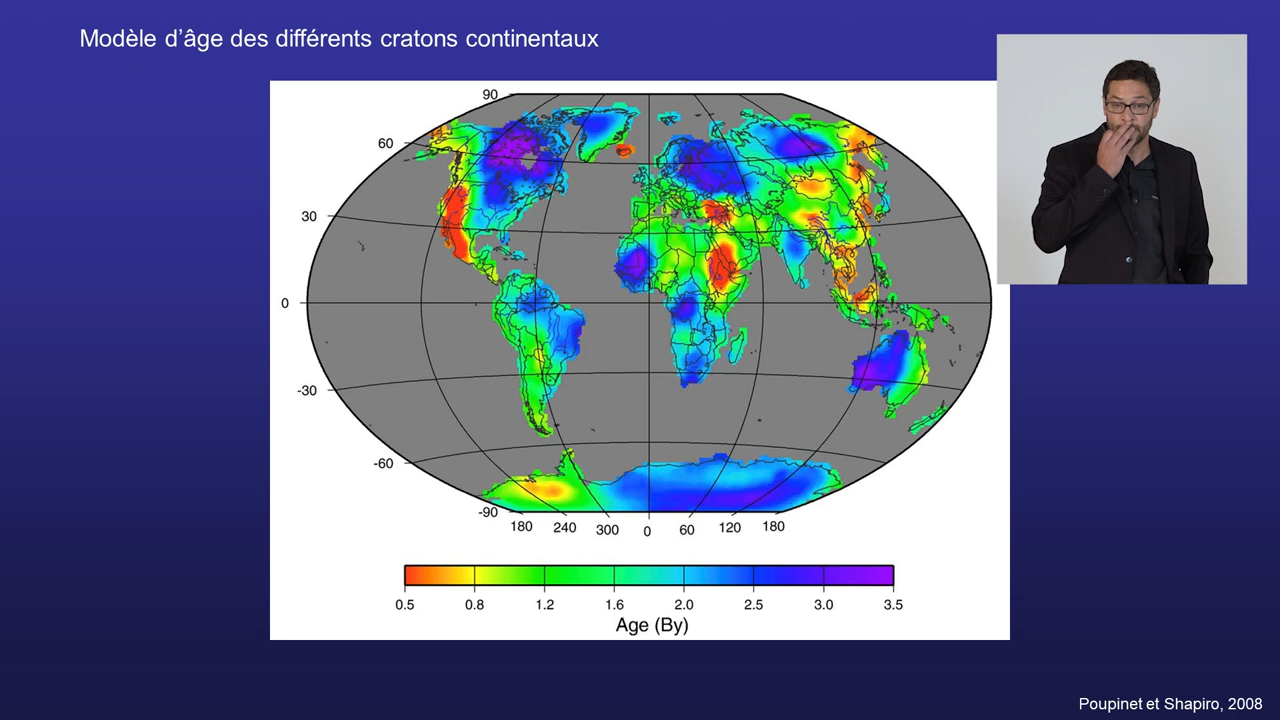 Modèle d’âge des différents cratons continentaux
90
60
30
0
-30
-60
-90
180 240 300 0 60 120 180
0.5 0.8 1.2 1.6 2.0 2.5 3.0 3.5
Age (By)
Poupinet et Shapiro, 2008